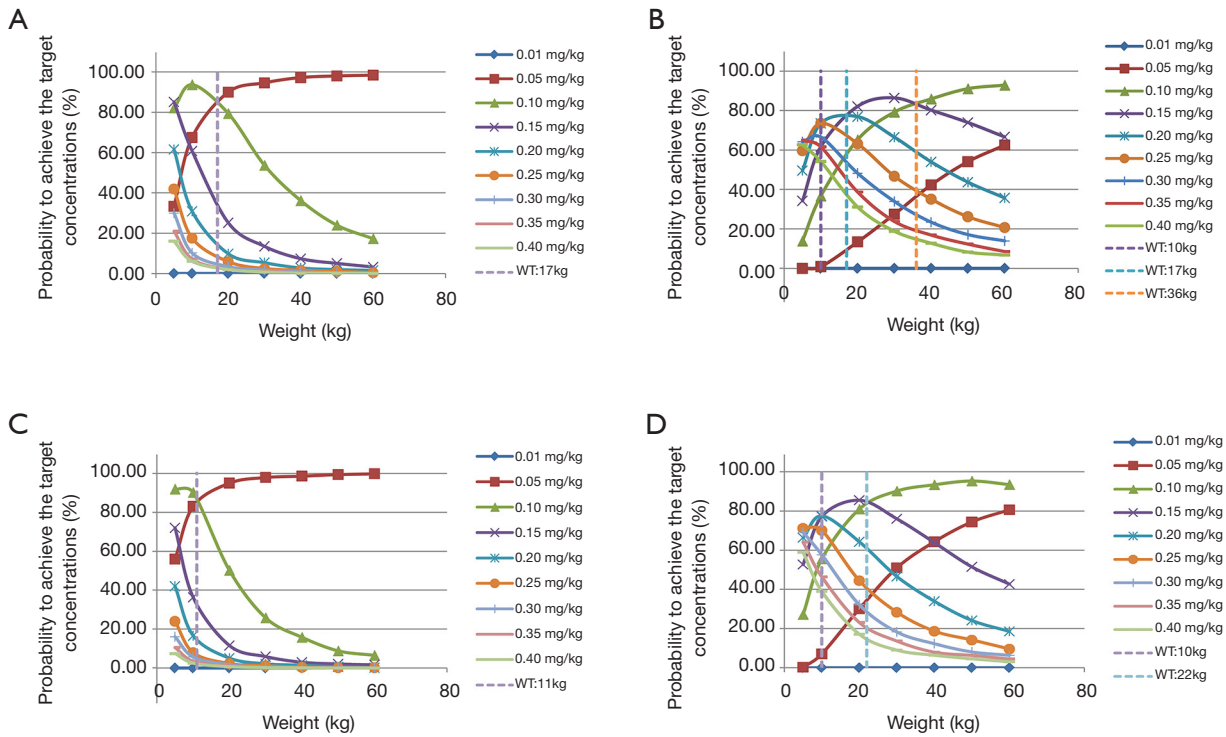 A
Probability to achieve the target
concentrations (%)
100.00
80.00
60.00
40.00
20.00
0.00
0
20
40
60
80
Weight (kg)
0.01 mg/kg
0.05 mg/kg
0.10 mg/kg
0.15 mg/kg
0.20 mg/kg
0.25 mg/kg
0.30 mg/kg
0.35 mg/kg
0.40 mg/kg
WT:17kg
B
Probability to achieve the target
concentrations (%)
100.00
80.00
60.00
40.00
20.00
0.00
0
20
40
60
80
Weight (kg)
0.01 mg/kg
0.05 mg/kg
0.10 mg/kg
0.15 mg/kg
0.20 mg/kg
0.25 mg/kg
0.30 mg/kg
0.35 mg/kg
0.40 mg/kg
WT:10kg
WT:17kg
WT:36kg
C
Probability to achieve the target
concentrations (%)
100.00
80.00
60.00
40.00
20.00
0.00
0
20
40
60
80
Weight (kg)
0.01 mg/kg
0.05 mg/kg
0.10 mg/kg
0.15 mg/kg
0.20 mg/kg
0.25 mg/kg
0.30 mg/kg
0.35 mg/kg
0.40 mg/kg
WT:11kg
D
Probability to achieve the target
concentrations (%)
100.00
80.00
60.00
40.00
20.00
0.00
0
20
40
60
80
Weight (kg)
0.01 mg/kg
0.05 mg/kg
0.10 mg/kg
0.15 mg/kg
0.20 mg/kg
0.25 mg/kg
0.30 mg/kg
0.35 mg/kg
0.40 mg/kg
WT:10kg
WT:22kg